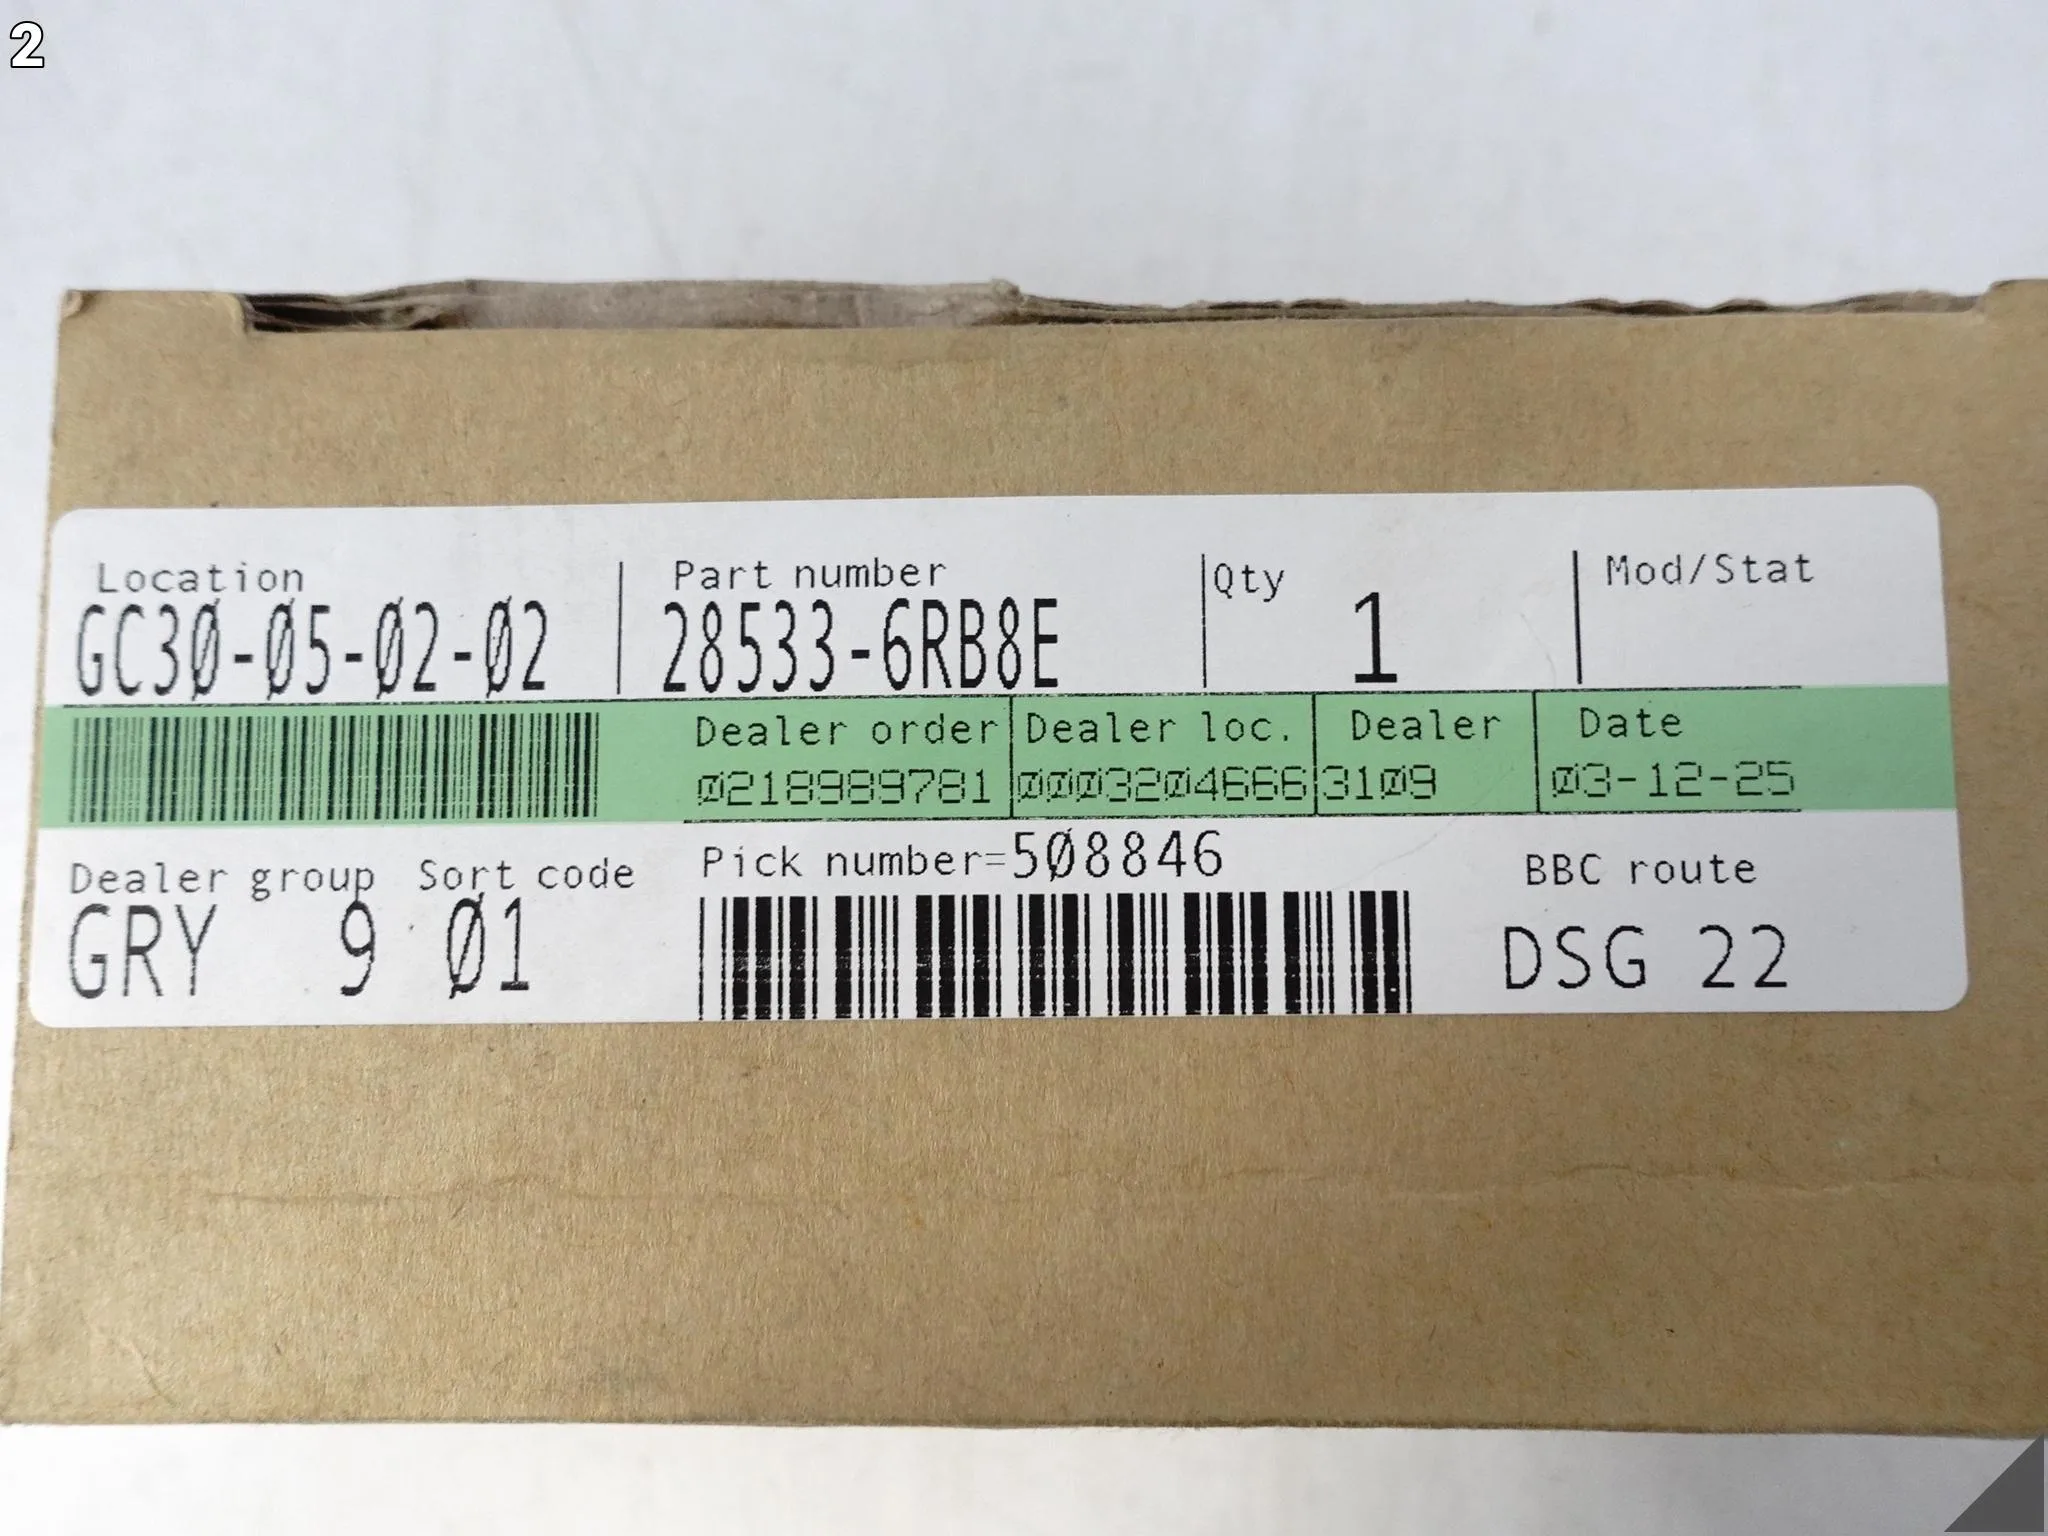 2
Location Part number Qty Mod/Stat
GC30-05-02-02 28533-6RB8E 1
Dealer order Dealer loc. Dealer Date
0218989781 0003204666 3109 03-12-25
Pick number=508846
Dealer group Sort code BBC route
GRY 9 01 DSG 22